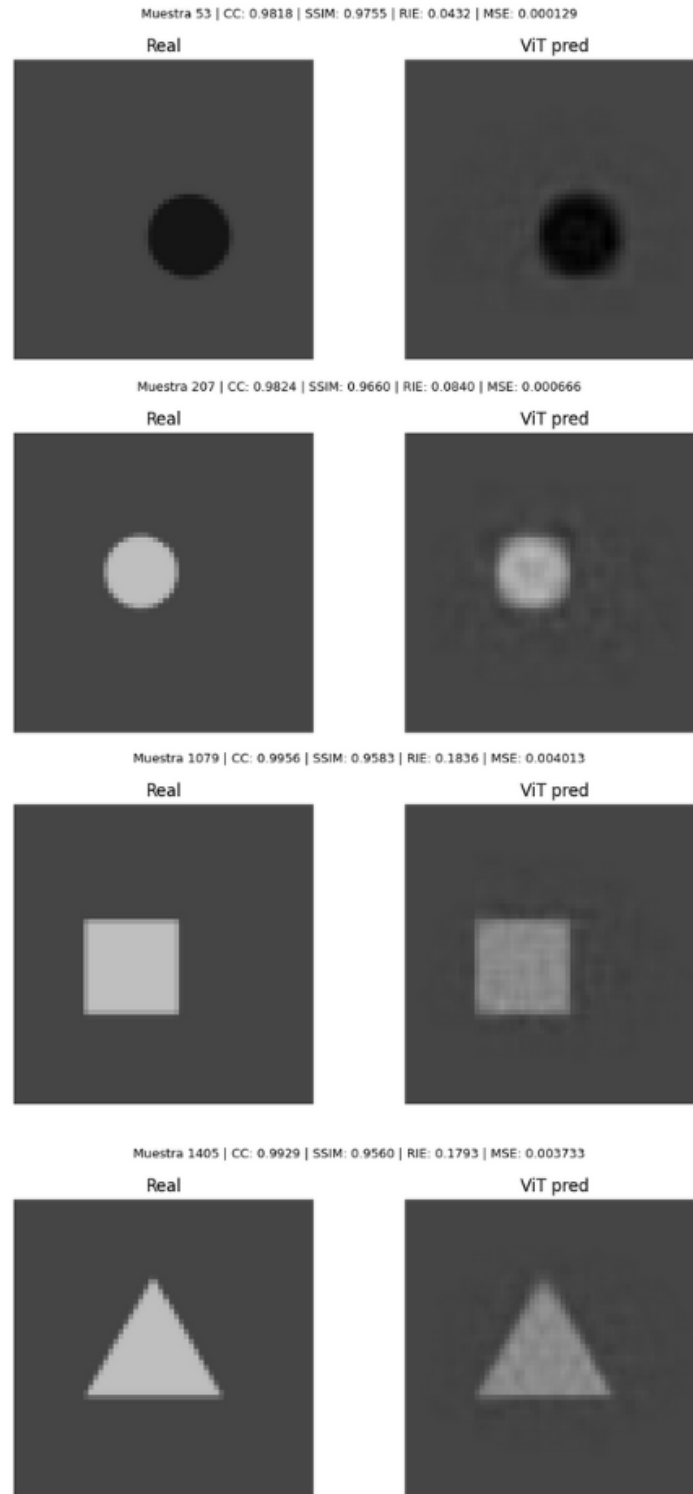 Muestra 53 | CC: 0.9818 | SSIM: 0.9755 | RIE: 0.0432 | MSE: 0.000129
Real
ViT pred
Muestra 207 | CC: 0.9824 | SSIM: 0.9660 | RIE: 0.0840 | MSE: 0.000666
Real
ViT pred
Muestra 1079 | CC: 0.9956 | SSIM: 0.9583 | RIE: 0.1836 | MSE: 0.004013
Real
ViT pred
Muestra 1405 | CC: 0.9929 | SSIM: 0.9560 | RIE: 0.1793 | MSE: 0.003733
Real
ViT pred